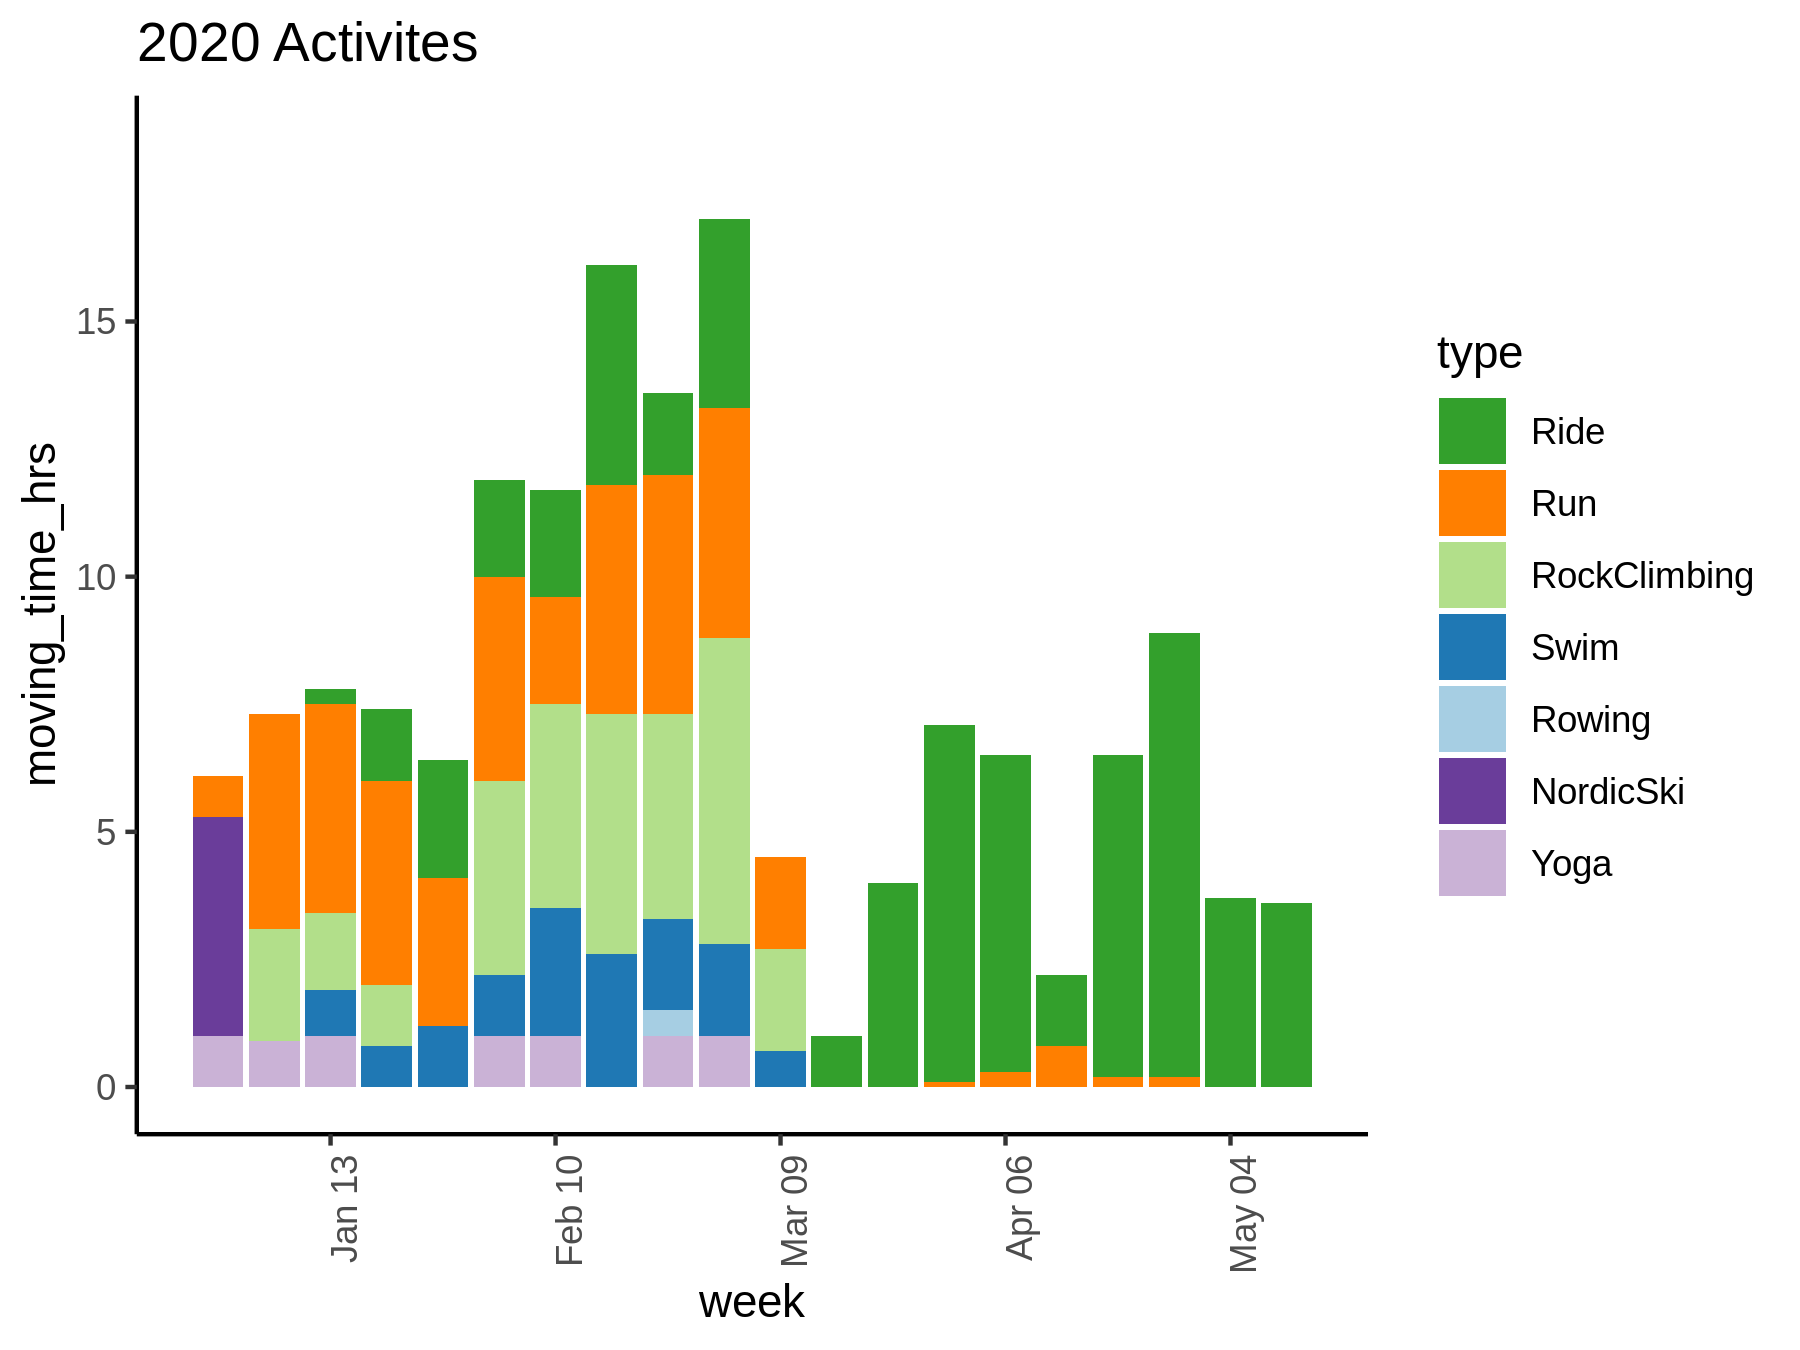 2020 Activites
moving_time_hrs
15
10
5
0
Jan 13
Feb 10
Mar 09
Apr 06
May 04
week
type
Ride
Run
RockClimbing
Swim
Rowing
NordicSki
Yoga